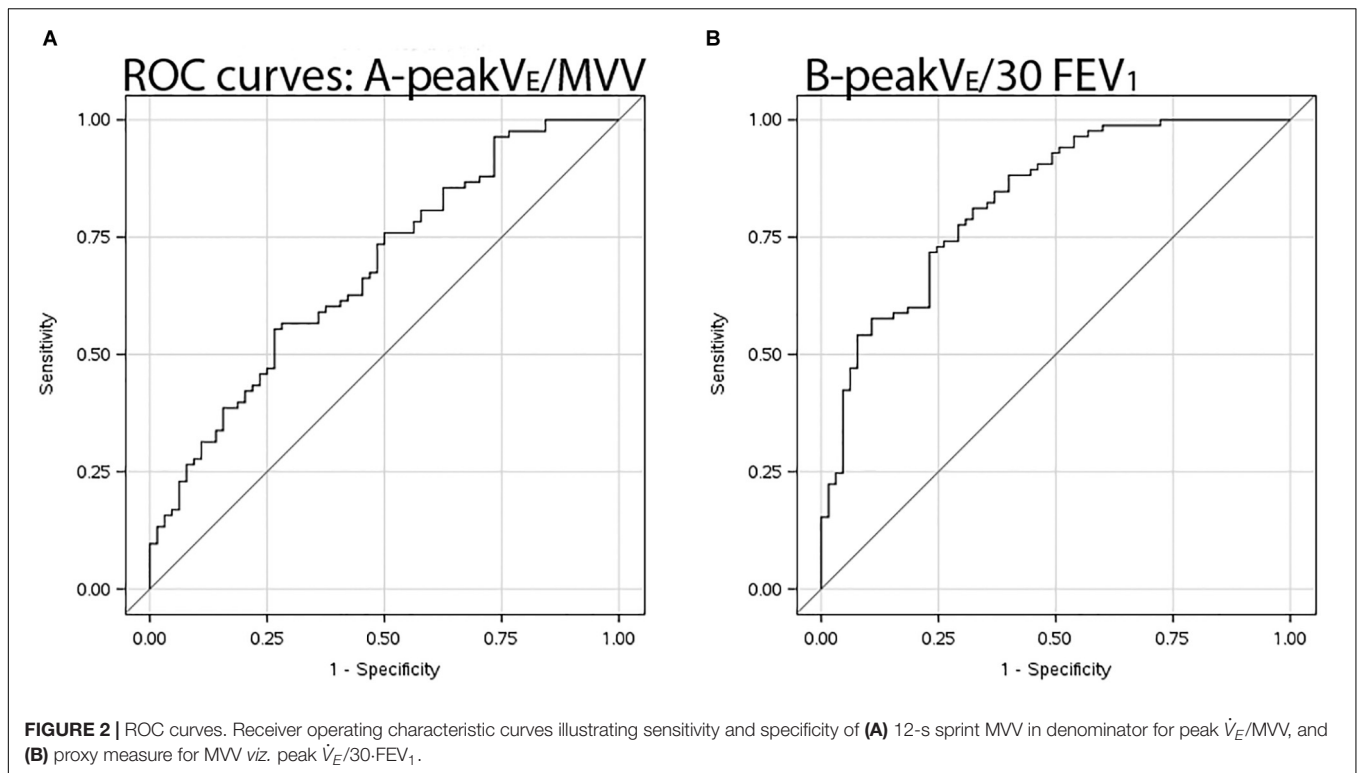 A
B
ROC curves: A-peakVE/MVV
B-peakVE/30 FEV1
1.00
0.75
0.50
0.25
0.00
Sensitivity
0.00 0.25 0.50 0.75 1.00
1 - Specificity
1.00
0.75
0.50
0.25
0.00
Sensitivity
0.00 0.25 0.50 0.75 1.00
1 - Specificity
FIGURE 2 | ROC curves. Receiver operating characteristic curves illustrating sensitivity and specificity of (A) 12-s sprint MVV in denominator for peak V̇E/MVV, and
(B) proxy measure for MVV viz. peak V̇E/30·FEV1.